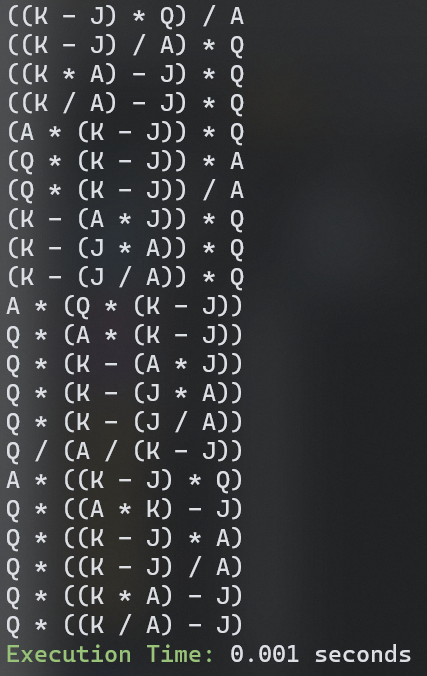 ((K - J) * Q) / A
((K - J) / A) * Q
((K * A) - J) * Q
((K / A) - J) * Q
(A * (K - J)) * Q
(Q * (K - J)) * A
(Q * (K - J)) / A
(K - (A * J)) * Q
(K - (J * A)) * Q
(K - (J / A)) * Q
A * (Q * (K - J))
Q * (A * (K - J))
Q * (K - (A * J))
Q * (K - (J * A))
Q * (K - (J / A))
Q / (A / (K - J))
A * ((K - J) * Q)
Q * ((A * K) - J)
Q * ((K - J) * A)
Q * ((K - J) / A)
Q * ((K * A) - J)
Q * ((K / A) - J)
Execution Time: 0.001 seconds